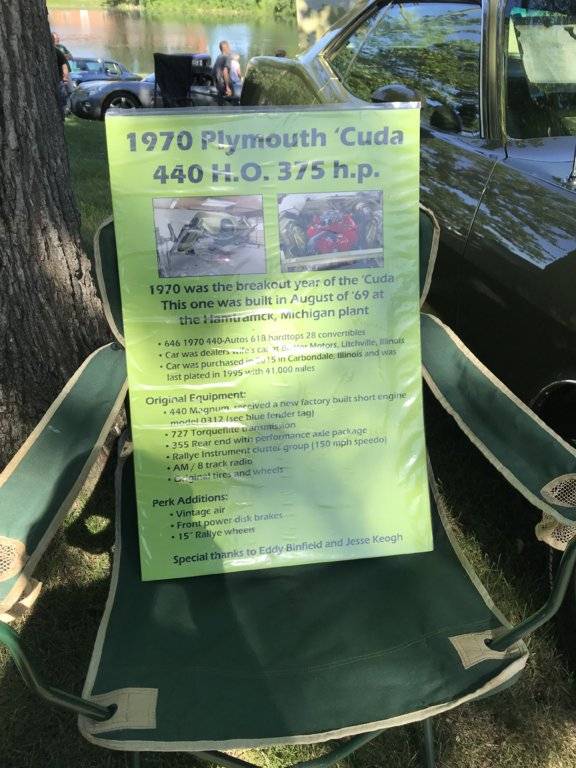 1970 Plymouth 'Cuda
440 H.O. 375 h.p.
1970 was the breakout year of the 'Cuda
This one was built in August of '69 at
the Hamtramck, Michigan plant
• 646 1970 440-Autos 618 hardtops 28 convertibles
• Car was dealers wife's car at Motors, Litchville, Illinois
• Car was purchased in 2015 in Carbondale, Illinois and was
last plated in 1995 with 41,000 miles
Original Equipment:
• 440 Magnum, received a new factory built short engine
model 0312 (see blue fender tag)
• 727 Torqueflite transmission
• 355 Rear end with performance axle package
• Rallye Instrument cluster group (150 mph speedo)
• AM / 8 track radio
• Original tires and wheels
Perk Additions:
• Vintage air
• Front power disk brakes
• 15" Rallye wheels
Special thanks to Eddy Binfield and Jesse Keogh